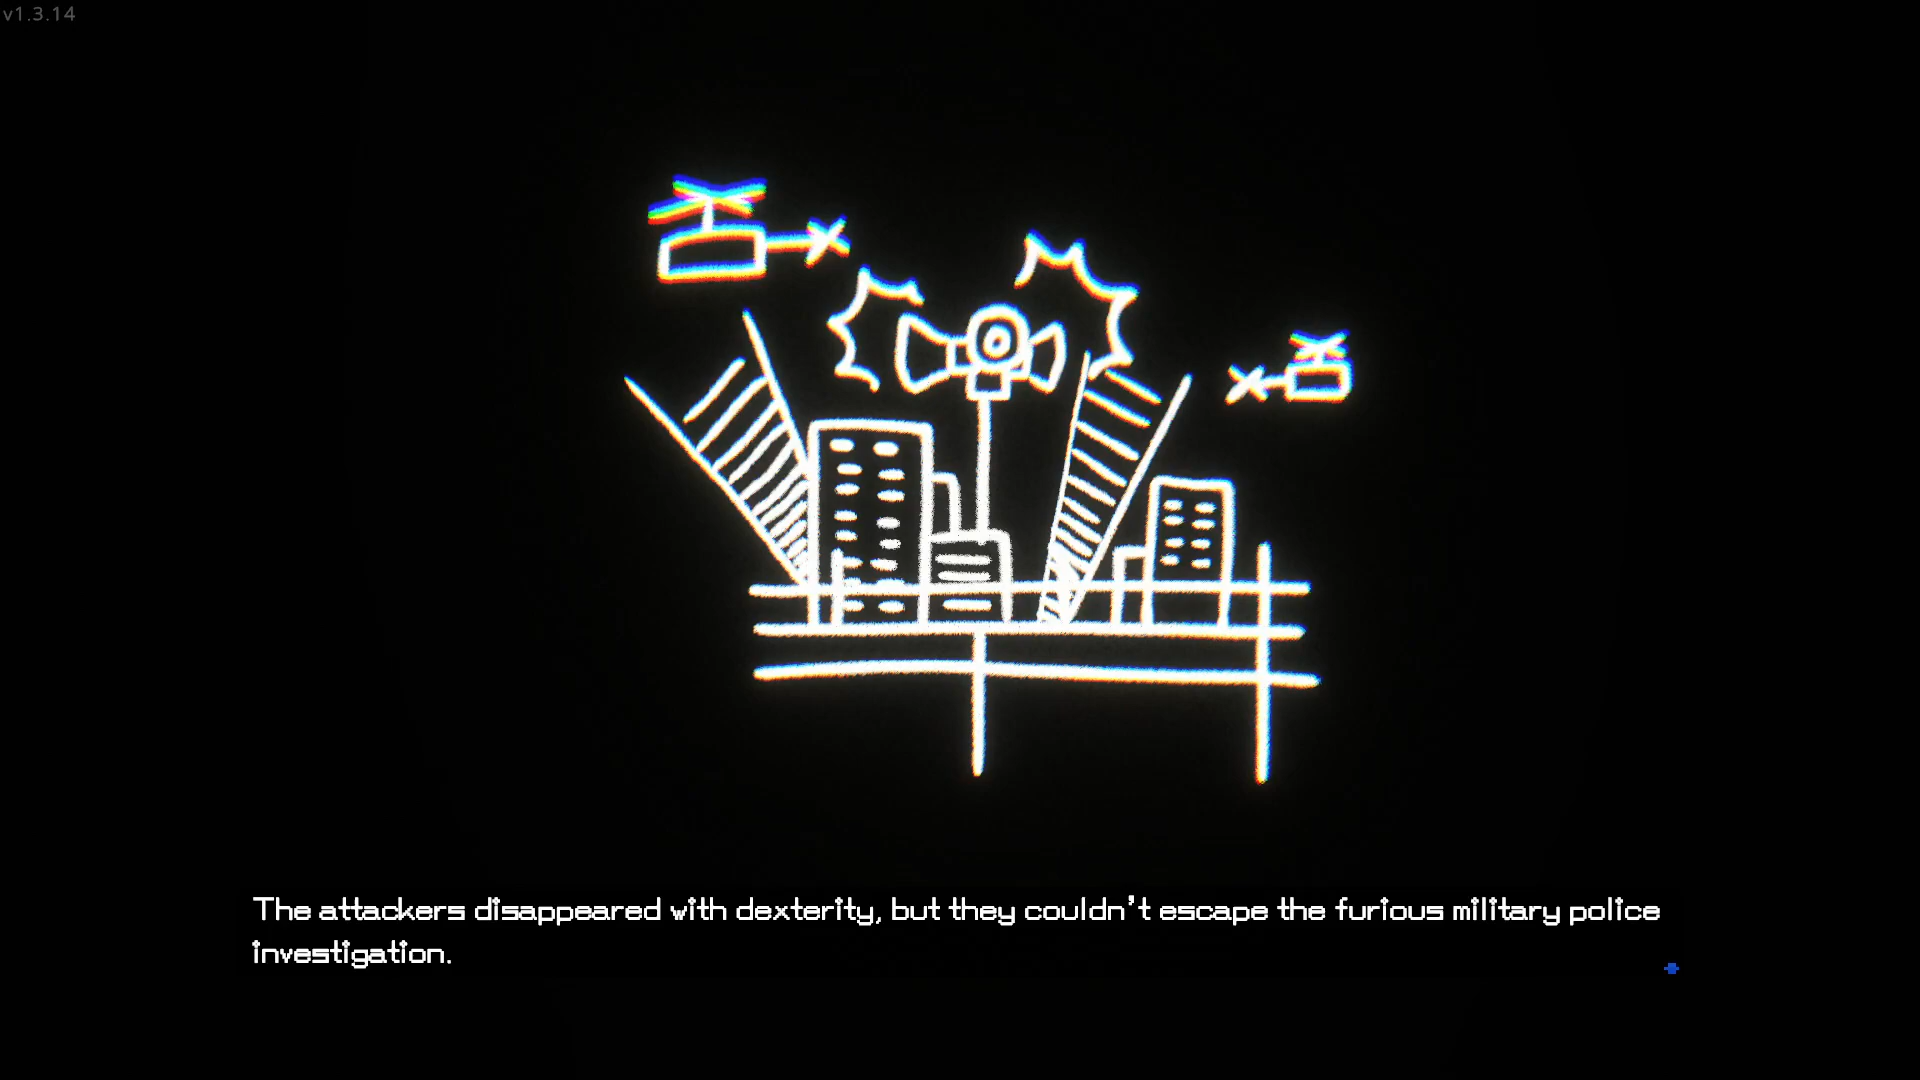 v1.3.14
The attackers disappeared with dexterity, but they couldn't escape the furious military police
investigation.